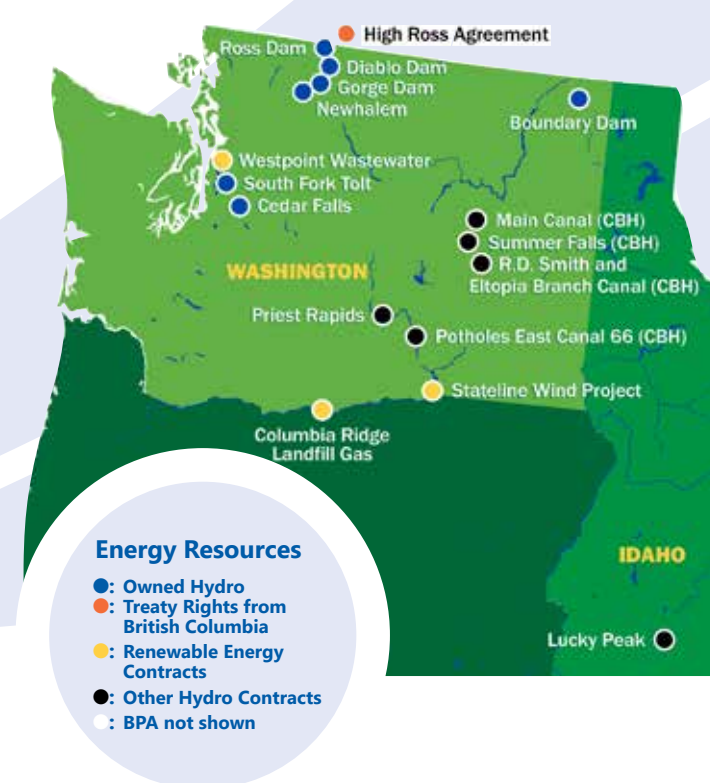 High Ross Agreement
Ross Dam
Diablo Dam
Gorge Dam
Newhalem
Boundary Dam
Westpoint Wastewater
South Fork Tolt
Cedar Falls
Main Canal (CBH)
Summer Falls (CBH)
R.D. Smith and
Eltopia Branch Canal (CBH)
WASHINGTON
Priest Rapids
Potholes East Canal 66 (CBH)
Stateline Wind Project
Columbia Ridge
Landfill Gas
IDAHO
Lucky Peak
Energy Resources
: Owned Hydro
: Treaty Rights from
British Columbia
: Renewable Energy
Contracts
: Other Hydro Contracts
: BPA not shown